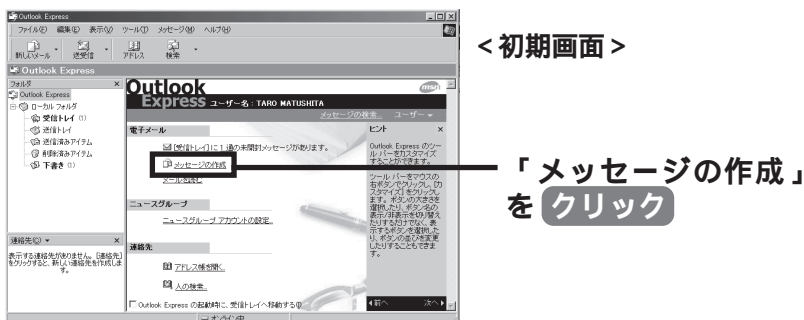 Outlook Express
ファイル(F) 編集(E) 表示(V) ツール(T) メッセージ(M) ヘルプ(H)
新しいメール 送受信 アドレス 検索
Outlook Express
フォルダ ×
Outlook Express
ローカル フォルダ
受信トレイ (1)
送信トレイ
送信済みアイテム
削除済みアイテム
下書き (1)
連絡先(C) ×
表示する連絡先がありません。[連絡先]
をクリックすると、新しい連絡先を作成しま
す。
Outlook
Express ユーザー名 : TARO MATUSHITA
msn
メッセージの検索... ユーザー
電子メール
[受信トレイ]に 1 通の未開封メッセージがあります。
メッセージの作成
メールを読む
ニュースグループ
ニュースグループ アカウントの設定...
連絡先
アドレス帳を開く...
人の検索...
Outlook Express の起動時に、受信トレイへ移動する
ヒント ×
Outlook Express のツー
ル バーをカスタマイズ
することができます。
ツール バーをマウスの
右ボタンでクリックし、[カ
スタマイズ] をクリックし
ます。ボタンの大きさを
選択したり、ボタン名の
表示/非表示を切り替え
たりするだけでなく、表
示するボタンを選択した
り、ボタンの並びを変更
したりすることもできま
す。
前へ 次へ
オンライン中
<初期画面>
「メッセージの作成」
を クリック